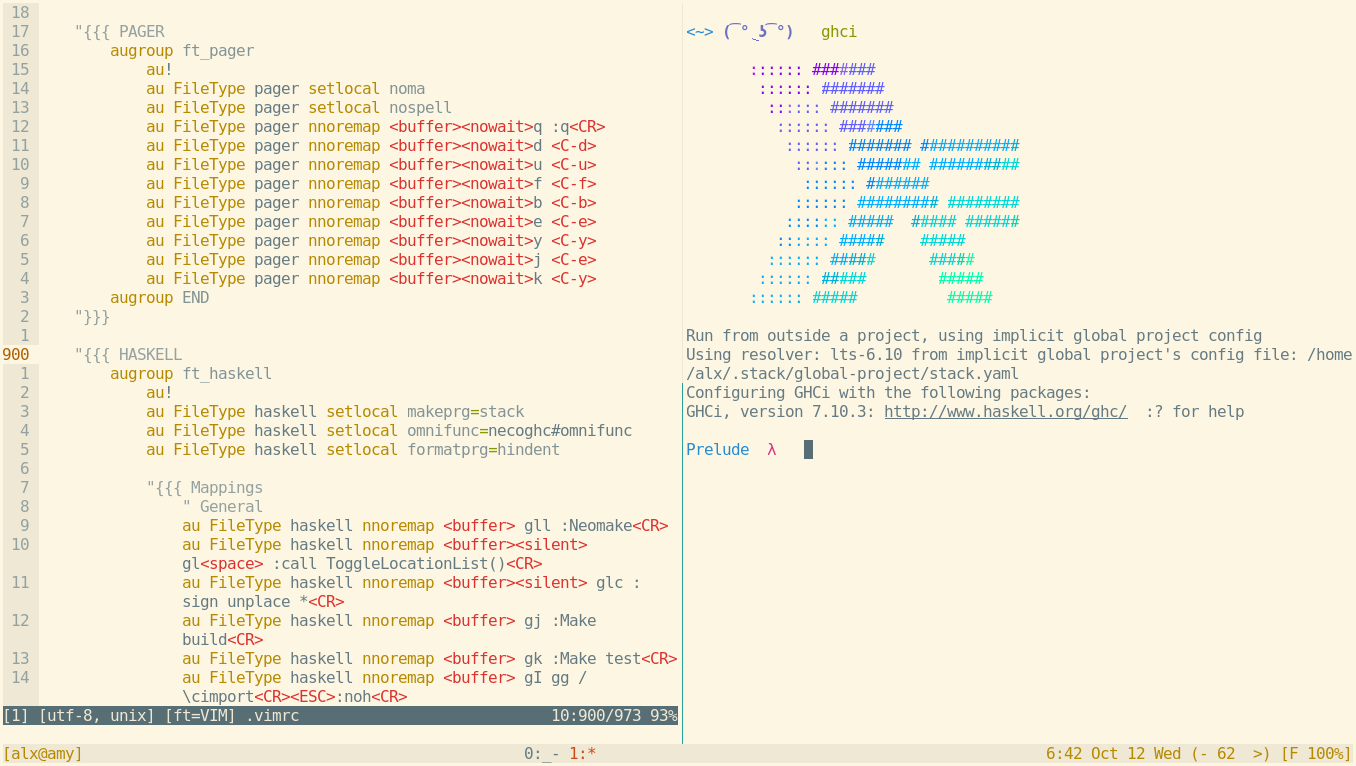 18
17     "{{{ PAGER
16         augroup ft_pager
15             au!
14             au FileType pager setlocal noma
13             au FileType pager setlocal nospell
12             au FileType pager nnoremap <buffer><nowait>q :q<CR>
11             au FileType pager nnoremap <buffer><nowait>d <C-d>
10             au FileType pager nnoremap <buffer><nowait>u <C-u>
9             au FileType pager nnoremap <buffer><nowait>f <C-f>
8             au FileType pager nnoremap <buffer><nowait>b <C-b>
7             au FileType pager nnoremap <buffer><nowait>e <C-e>
6             au FileType pager nnoremap <buffer><nowait>y <C-y>
5             au FileType pager nnoremap <buffer><nowait>j <C-e>
4             au FileType pager nnoremap <buffer><nowait>k <C-y>
3         augroup END
2     "}}}
1
900     "{{{ HASKELL
1         augroup ft_haskell
2             au!
3             au FileType haskell setlocal makeprg=stack
4             au FileType haskell setlocal omnifunc=necoghc#omnifunc
5             au FileType haskell setlocal formatprg=hindent
6
7             "{{{ Mappings
8                 " General
9                 au FileType haskell nnoremap <buffer> gll :Neomake<CR>
10                 au FileType haskell nnoremap <buffer><silent>
gl<space> :call ToggleLocationList()<CR>
11                 au FileType haskell nnoremap <buffer><silent> glc :
sign unplace *<CR>
12                 au FileType haskell nnoremap <buffer> gj :Make
build<CR>
13                 au FileType haskell nnoremap <buffer> gk :Make test<CR>
14                 au FileType haskell nnoremap <buffer> gI gg /
\cimport<CR><ESC>:noh<CR>
[1] [utf-8, unix] [ft=VIM] .vimrc 10:900/973 93%
<~> ( ͡° ͜ʖ ͡°)   ghci
       :::::: #######
        :::::: #######
         :::::: #######
          :::::: #######
           :::::: ####### ###########
            :::::: ####### ##########
             :::::: #######
            :::::: ######### ########
           :::::: #####  ##### ######
          :::::: #####    #####
         :::::: #####      #####
        :::::: #####        #####
       :::::: #####          #####
Run from outside a project, using implicit global project config
Using resolver: lts-6.10 from implicit global project's config file: /home
/alx/.stack/global-project/stack.yaml
Configuring GHCi with the following packages:
GHCi, version 7.10.3: http://www.haskell.org/ghc/  :? for help
Prelude  λ
[alx@amy] 0:_- 1:* 6:42 Oct 12 Wed (- 62  >) [F 100%]